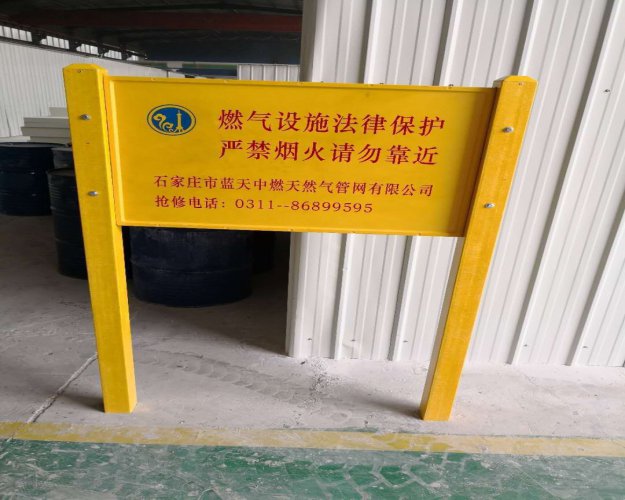 燃气设施法律保护
严禁烟火请勿靠近
石家庄市蓝天中燃天然气管网有限公司
抢修电话：0311--86899595